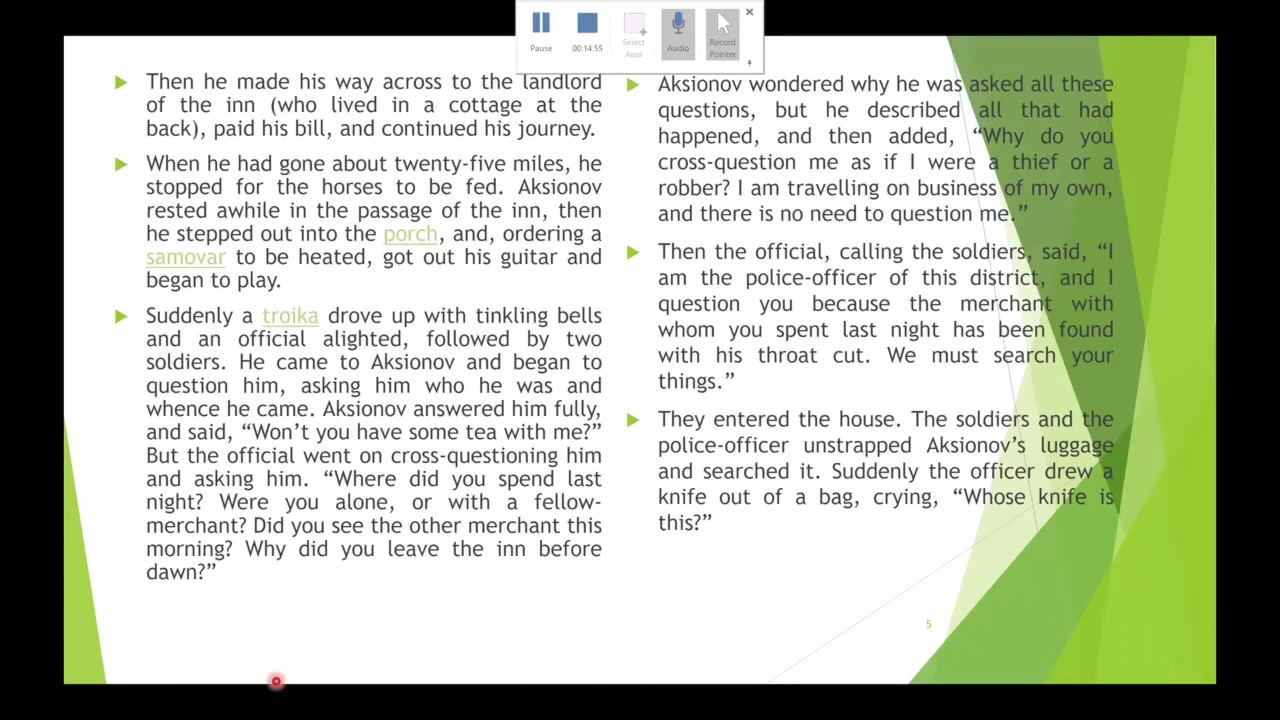 Pause
00:14:55
Select
Area
Audio
Record
Pointer
Then he made his way across to the landlord
of the inn (who lived in a cottage at the
back), paid his bill, and continued his journey.
When he had gone about twenty-five miles, he
stopped for the horses to be fed. Aksionov
rested awhile in the passage of the inn, then
he stepped out into the porch, and, ordering a
samovar to be heated, got out his guitar and
began to play.
Suddenly a troika drove up with tinkling bells
and an official alighted, followed by two
soldiers. He came to Aksionov and began to
question him, asking him who he was and
whence he came. Aksionov answered him fully,
and said, “Won’t you have some tea with me?”
But the official went on cross-questioning him
and asking him. “Where did you spend last
night? Were you alone, or with a fellow-
merchant? Did you see the other merchant this
morning? Why did you leave the inn before
dawn?”
Aksionov wondered why he was asked all these
questions, but he described all that had
happened, and then added, “Why do you
cross-question me as if I were a thief or a
robber? I am travelling on business of my own,
and there is no need to question me.”
Then the official, calling the soldiers, said, “I
am the police-officer of this district, and I
question you because the merchant with
whom you spent last night has been found
with his throat cut. We must search your
things.”
They entered the house. The soldiers and the
police-officer unstrapped Aksionov’s luggage
and searched it. Suddenly the officer drew a
knife out of a bag, crying, “Whose knife is
this?”
5